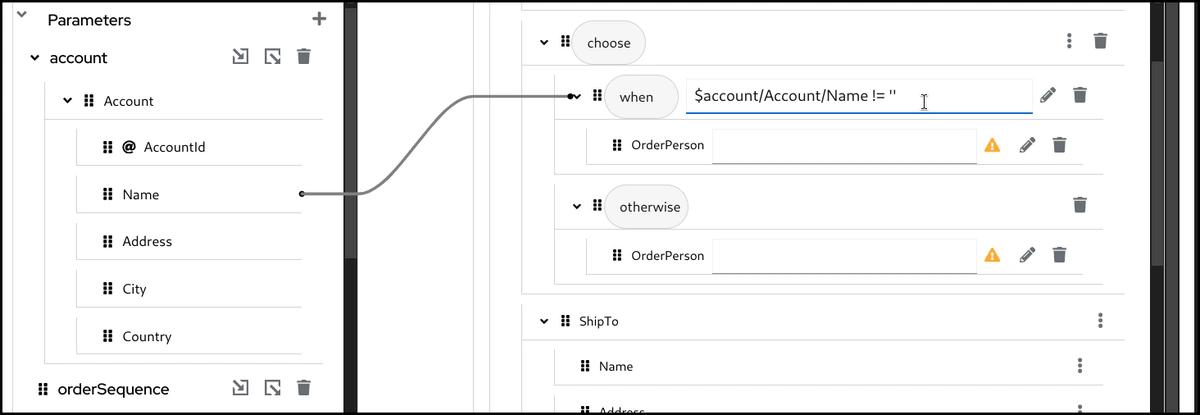 Parameters
account
Account
@ AccountId
Name
Address
City
Country
orderSequence
choose
when $account/Account/Name != ''
OrderPerson
otherwise
OrderPerson
ShipTo
Name
Address